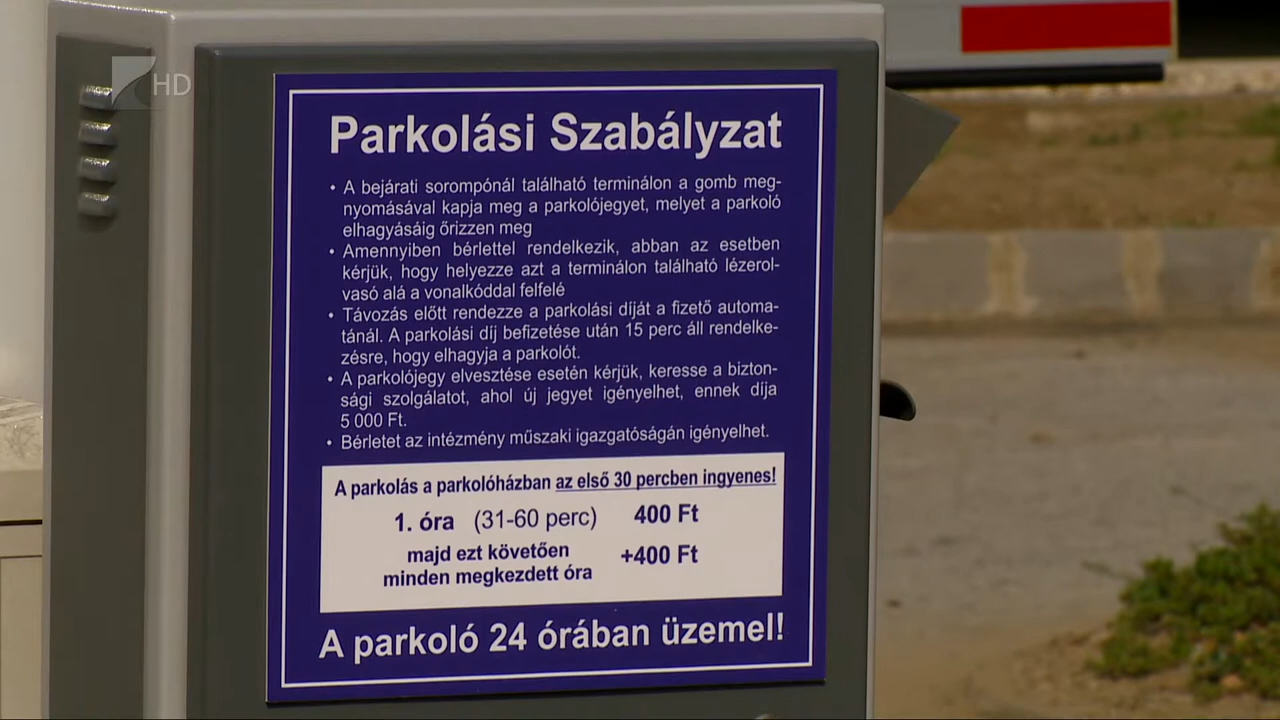 HD
Parkolási Szabályzat
• A bejárati sorompónál található terminálon a gomb meg-
nyomásával kapja meg a parkolójegyet, melyet a parkoló
elhagyásáig őrizzen meg
• Amennyiben bérlettel rendelkezik, abban az esetben
kérjük, hogy helyezze azt a terminálon található lézerol-
vasó alá a vonalkóddal felfelé
• Távozás előtt rendezze a parkolási díját a fizető automa-
tánál. A parkolási díj befizetése után 15 perc áll rendelke-
zésre, hogy elhagyja a parkolót.
• A parkolójegy elvesztése esetén kérjük, keresse a bizton-
sági szolgálatot, ahol új jegyet igényelhet, ennek díja
5 000 Ft.
• Bérletet az intézmény műszaki igazgatóságán igényelhet.
A parkolás a parkolóházban az első 30 percben ingyenes!
1. óra (31-60 perc) 400 Ft
majd ezt követően
minden megkezdett óra +400 Ft
A parkoló 24 órában üzemel!